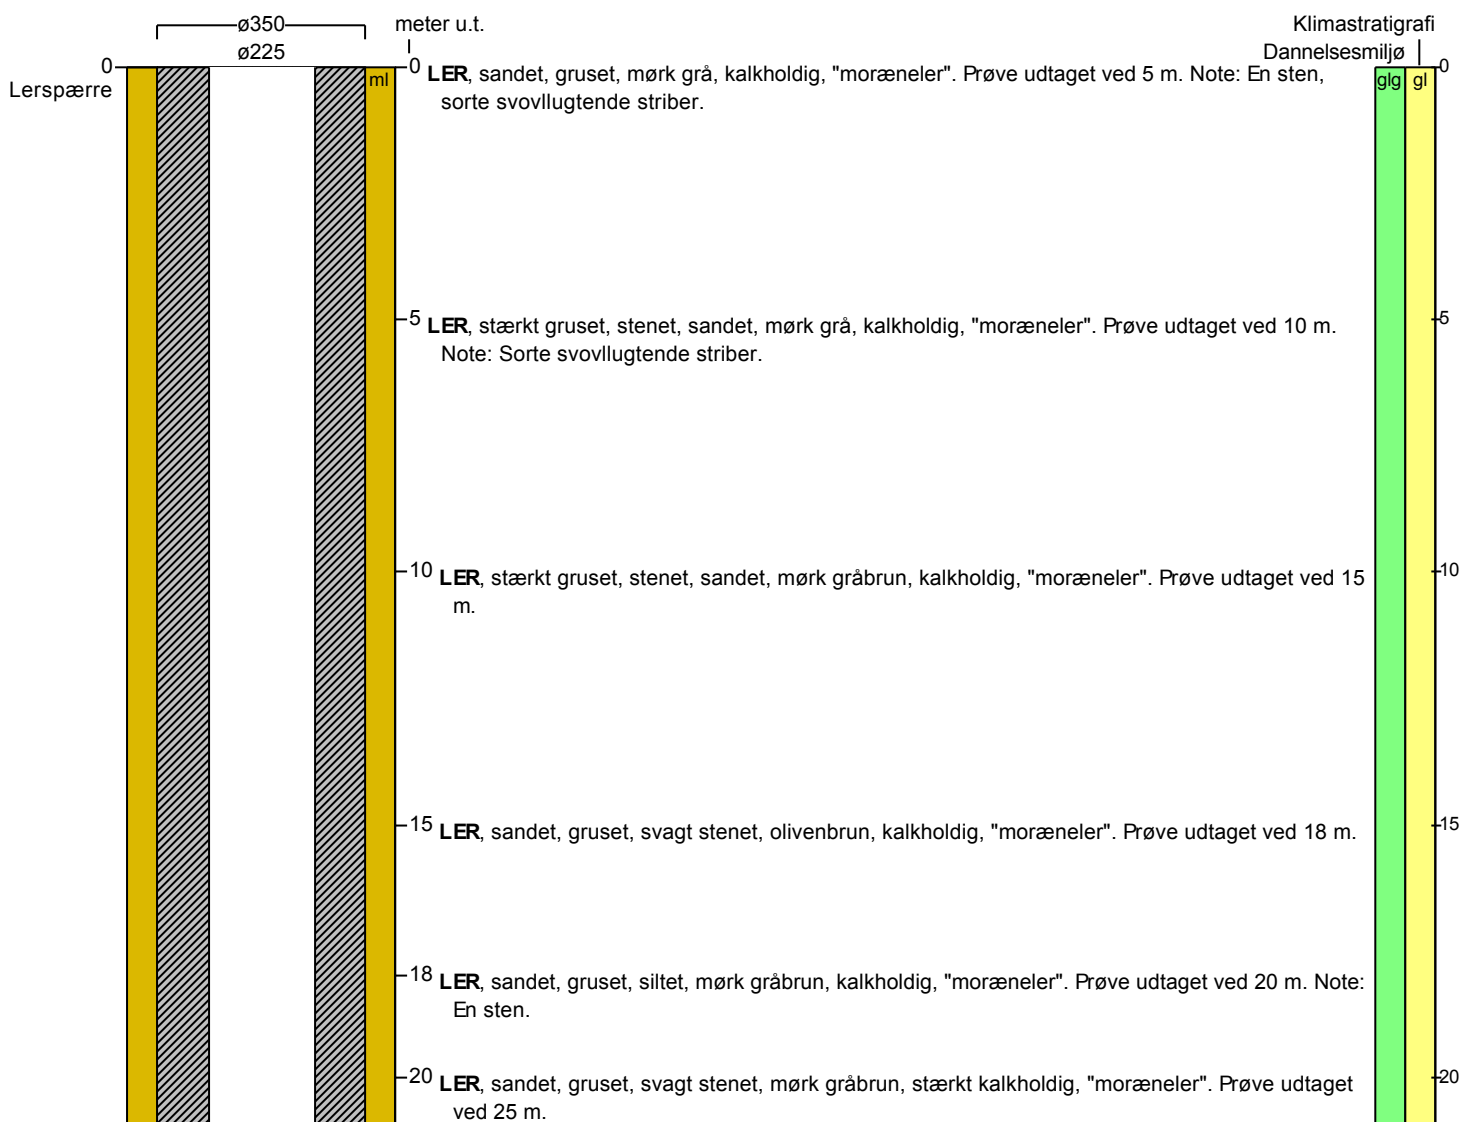 ø350
meter u.t.
Klimastratigrafi
ø225
Dannelsesmiljø
0
Lerspærre
ml
0
LER, sandet, gruset, mørk grå, kalkholdig, "moræneler". Prøve udtaget ved 5 m. Note: En sten,
sorte svovllugtende striber.
glg
gl
0
5
LER, stærkt gruset, stenet, sandet, mørk grå, kalkholdig, "moræneler". Prøve udtaget ved 10 m.
Note: Sorte svovllugtende striber.
5
10
LER, stærkt gruset, stenet, sandet, mørk gråbrun, kalkholdig, "moræneler". Prøve udtaget ved 15
m.
10
15
LER, sandet, gruset, svagt stenet, olivenbrun, kalkholdig, "moræneler". Prøve udtaget ved 18 m.
15
18
LER, sandet, gruset, siltet, mørk gråbrun, kalkholdig, "moræneler". Prøve udtaget ved 20 m. Note:
En sten.
20
LER, sandet, gruset, svagt stenet, mørk gråbrun, stærkt kalkholdig, "moræneler". Prøve udtaget
ved 25 m.
20